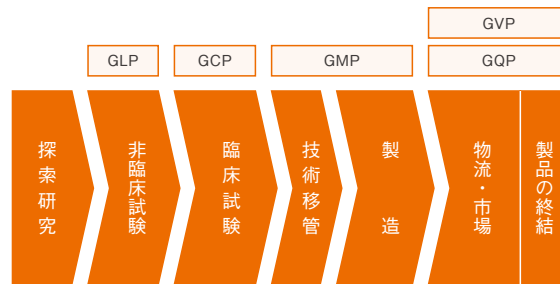 GVP
GLP
GCP
GMP
GQP
探索研究
非臨床試験
臨床試験
技術移管
製造
物流・市場
製品の終結